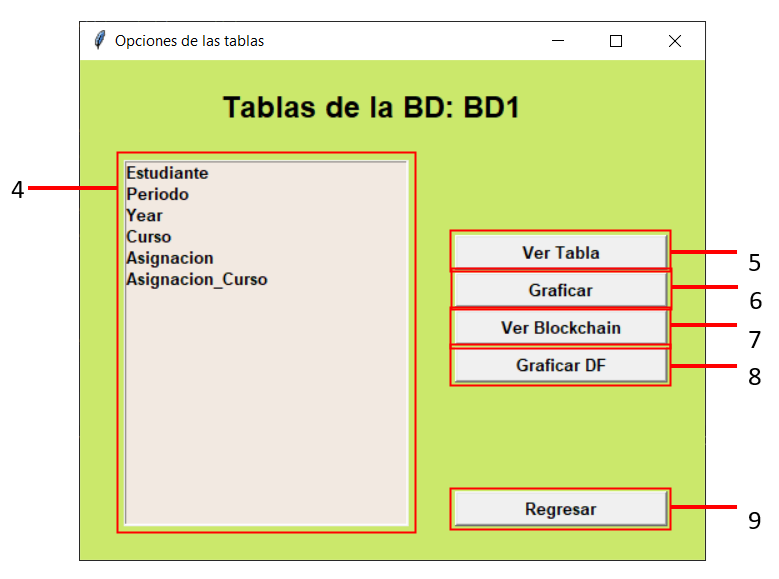 Opciones de las tablas
Tablas de la BD: BD1
4
Estudiante
Periodo
Year
Curso
Asignacion
Asignacion_Curso
Ver Tabla
5
Graficar
6
Ver Blockchain
7
Graficar DF
8
Regresar
9